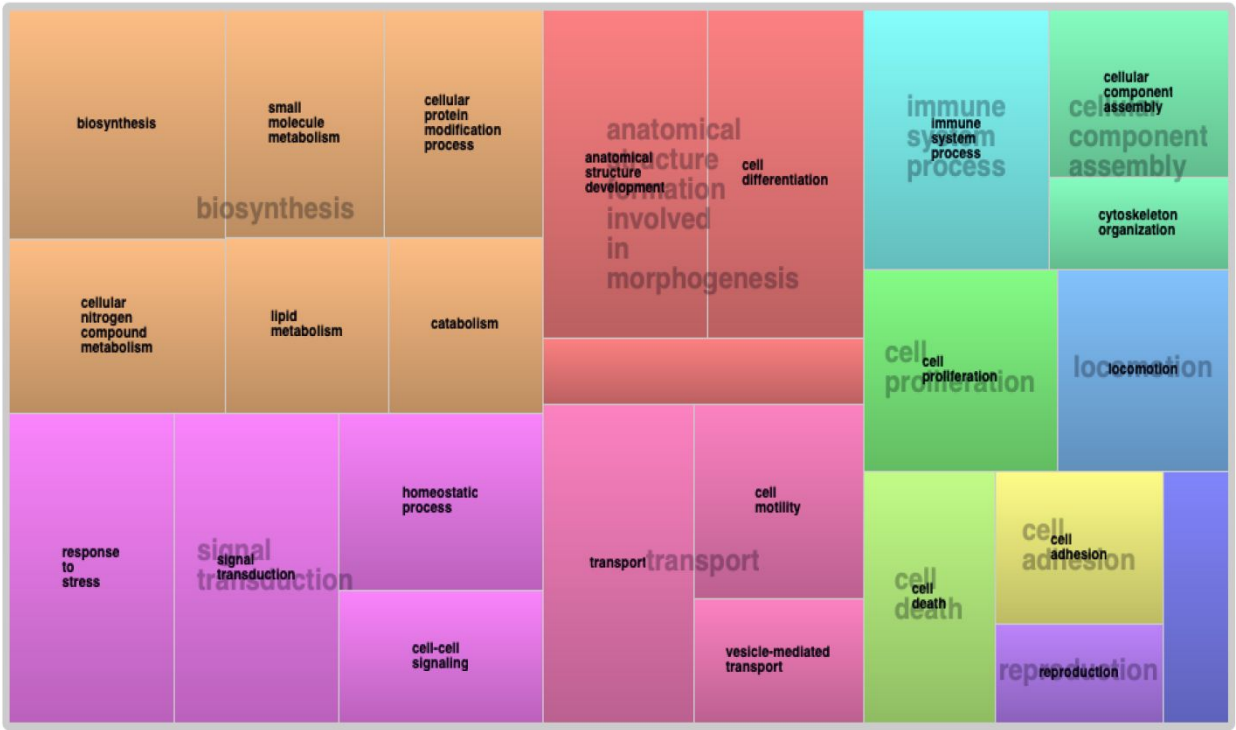 biosynthesis
small
molecule
metabolism
cellular
protein
modification
process
biosynthesis
cellular
nitrogen
compound
metabolism
lipid
metabolism
catabolism
anatomical
structure
formation
involved
in
morphogenesis
anatomical
structure
development
cell
differentiation
immune
system
process
immune
system
process
cellular
component
assembly
cellular
component
assembly
cytoskeleton
organization
cell
proliferation
cell
proliferation
locomotion
locomotion
response
to
stress
signal
transduction
signal
transduction
homeostatic
process
cell-cell
signaling
transport
transport
cell
motility
vesicle-mediated
transport
cell
death
cell
death
cell
adhesion
cell
adhesion
reproduction
reproduction